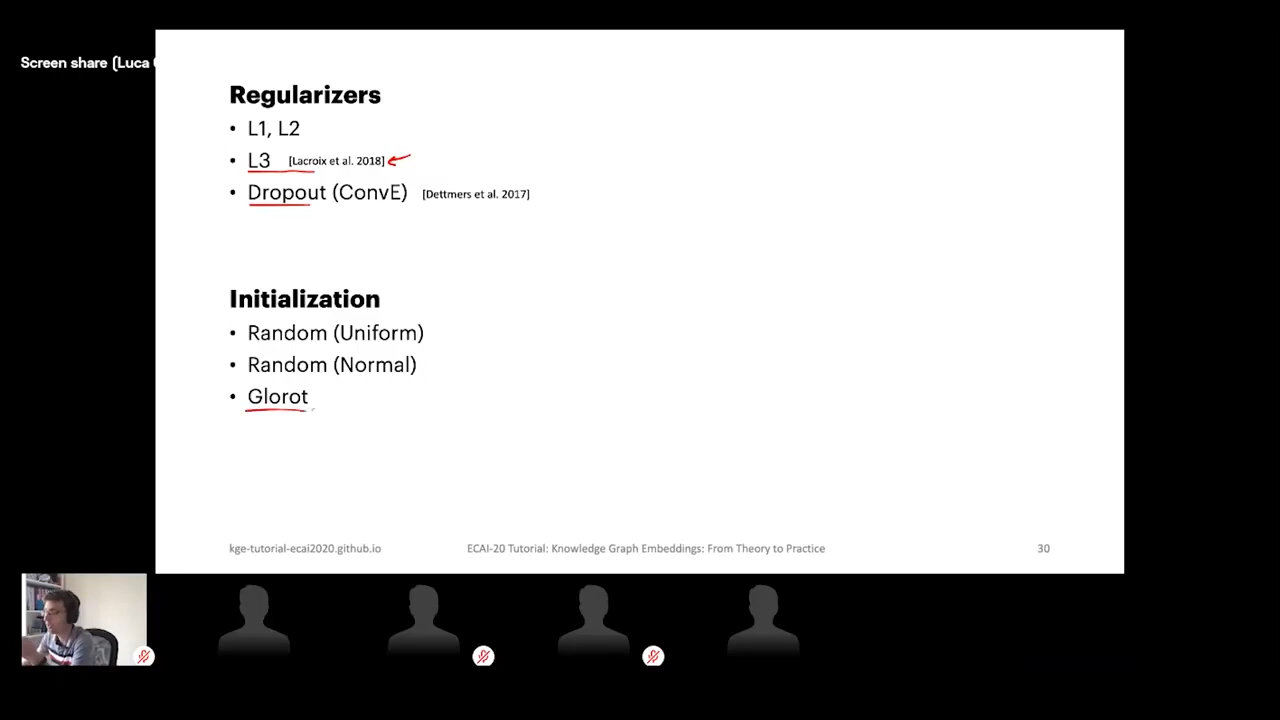 Screen share (Luca
Regularizers
• L1, L2
• L3 [Lacroix et al. 2018]
• Dropout (ConvE) [Dettmers et al. 2017]
Initialization
• Random (Uniform)
• Random (Normal)
• Glorot
kge-tutorial-ecai2020.github.io ECAI-20 Tutorial: Knowledge Graph Embeddings: From Theory to Practice 30